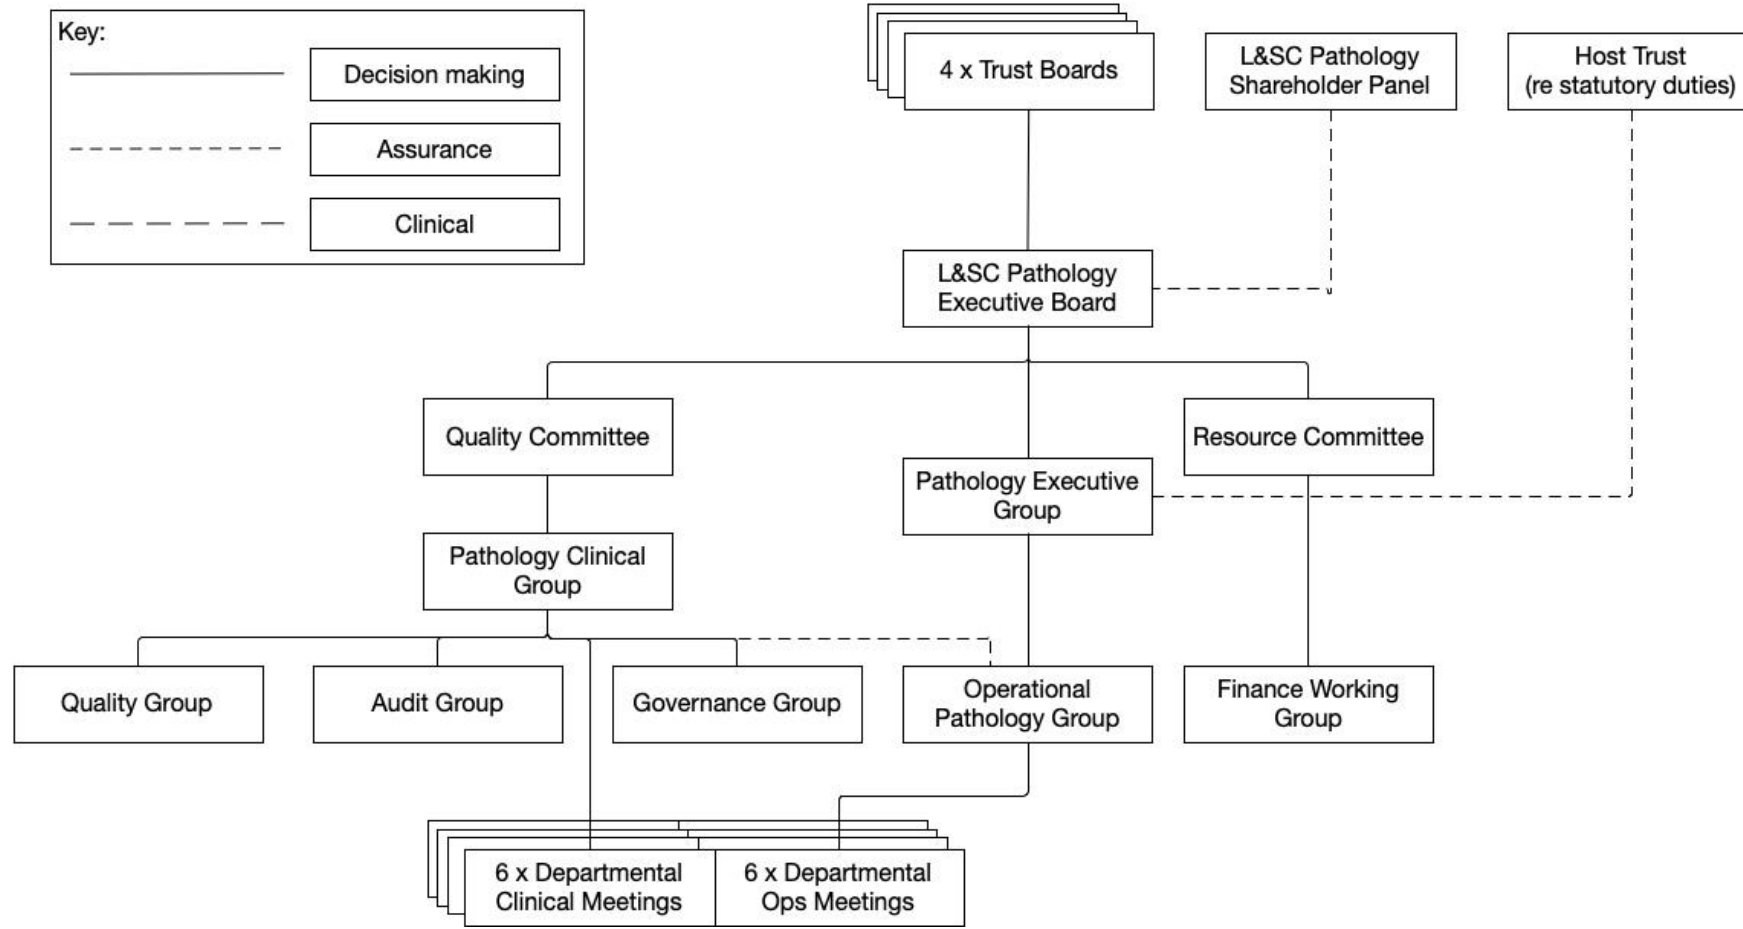 Key:
Decision making
Assurance
Clinical
4 x Trust Boards
L&SC Pathology
Shareholder Panel
Host Trust
(re statutory duties)
L&SC Pathology
Executive Board
Quality Committee
Resource Committee
Pathology Executive
Group
Pathology Clinical
Group
Quality Group
Audit Group
Governance Group
Operational
Pathology Group
Finance Working
Group
6 x Departmental
Clinical Meetings
6 x Departmental
Ops Meetings